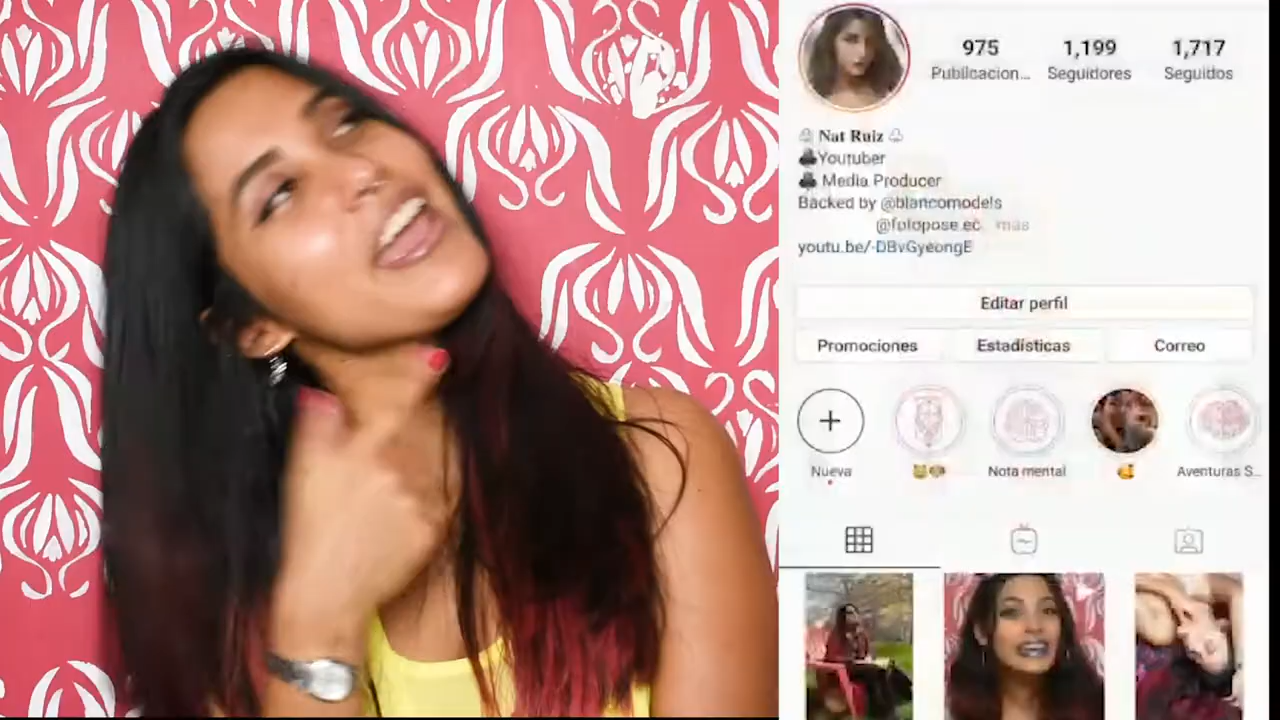 975 1,199 1,717
Publicacion... Seguidores Seguidos
Nat Ruiz
Youtuber
Media Producer
Backed by @blancomodels
@fotopose.ec mas
youtu.be/-DBvGyeongE
Editar perfil
Promociones Estadísticas Correo
Nueva Nota mental Aventuras S...